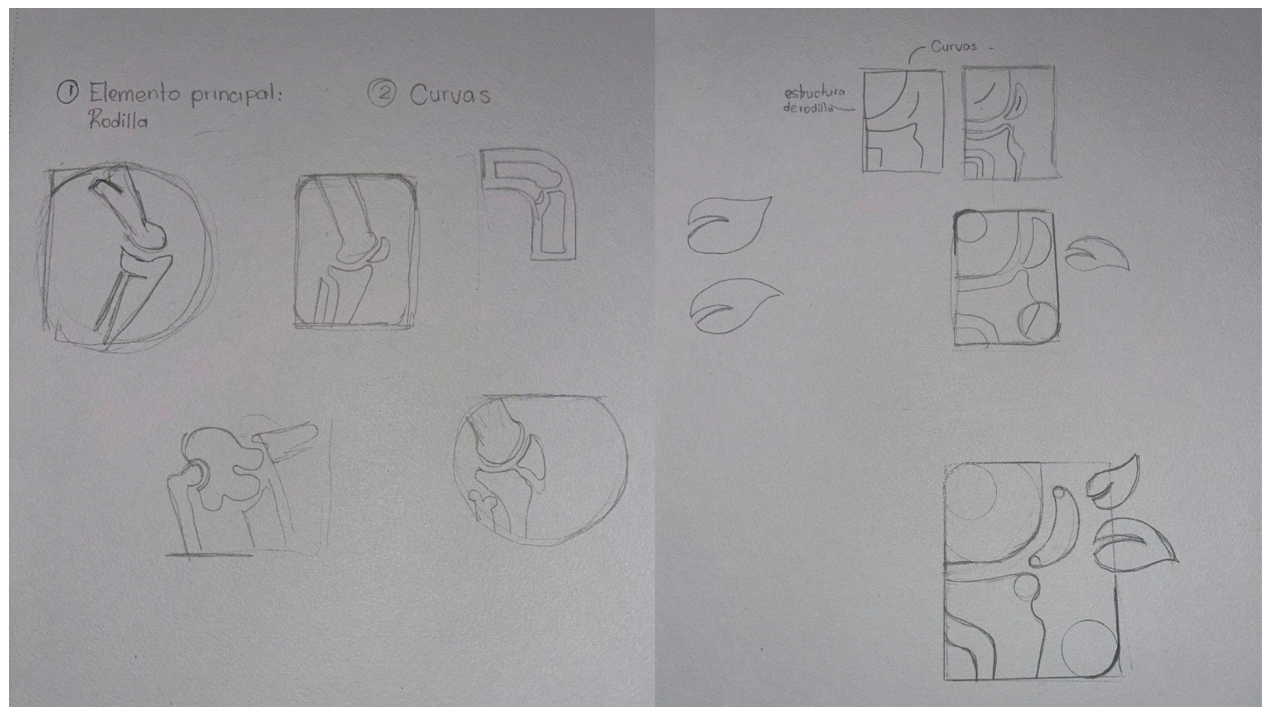 ① Elemento principal:
Rodilla
② Curvas
Curvas.
estructura
de rodilla